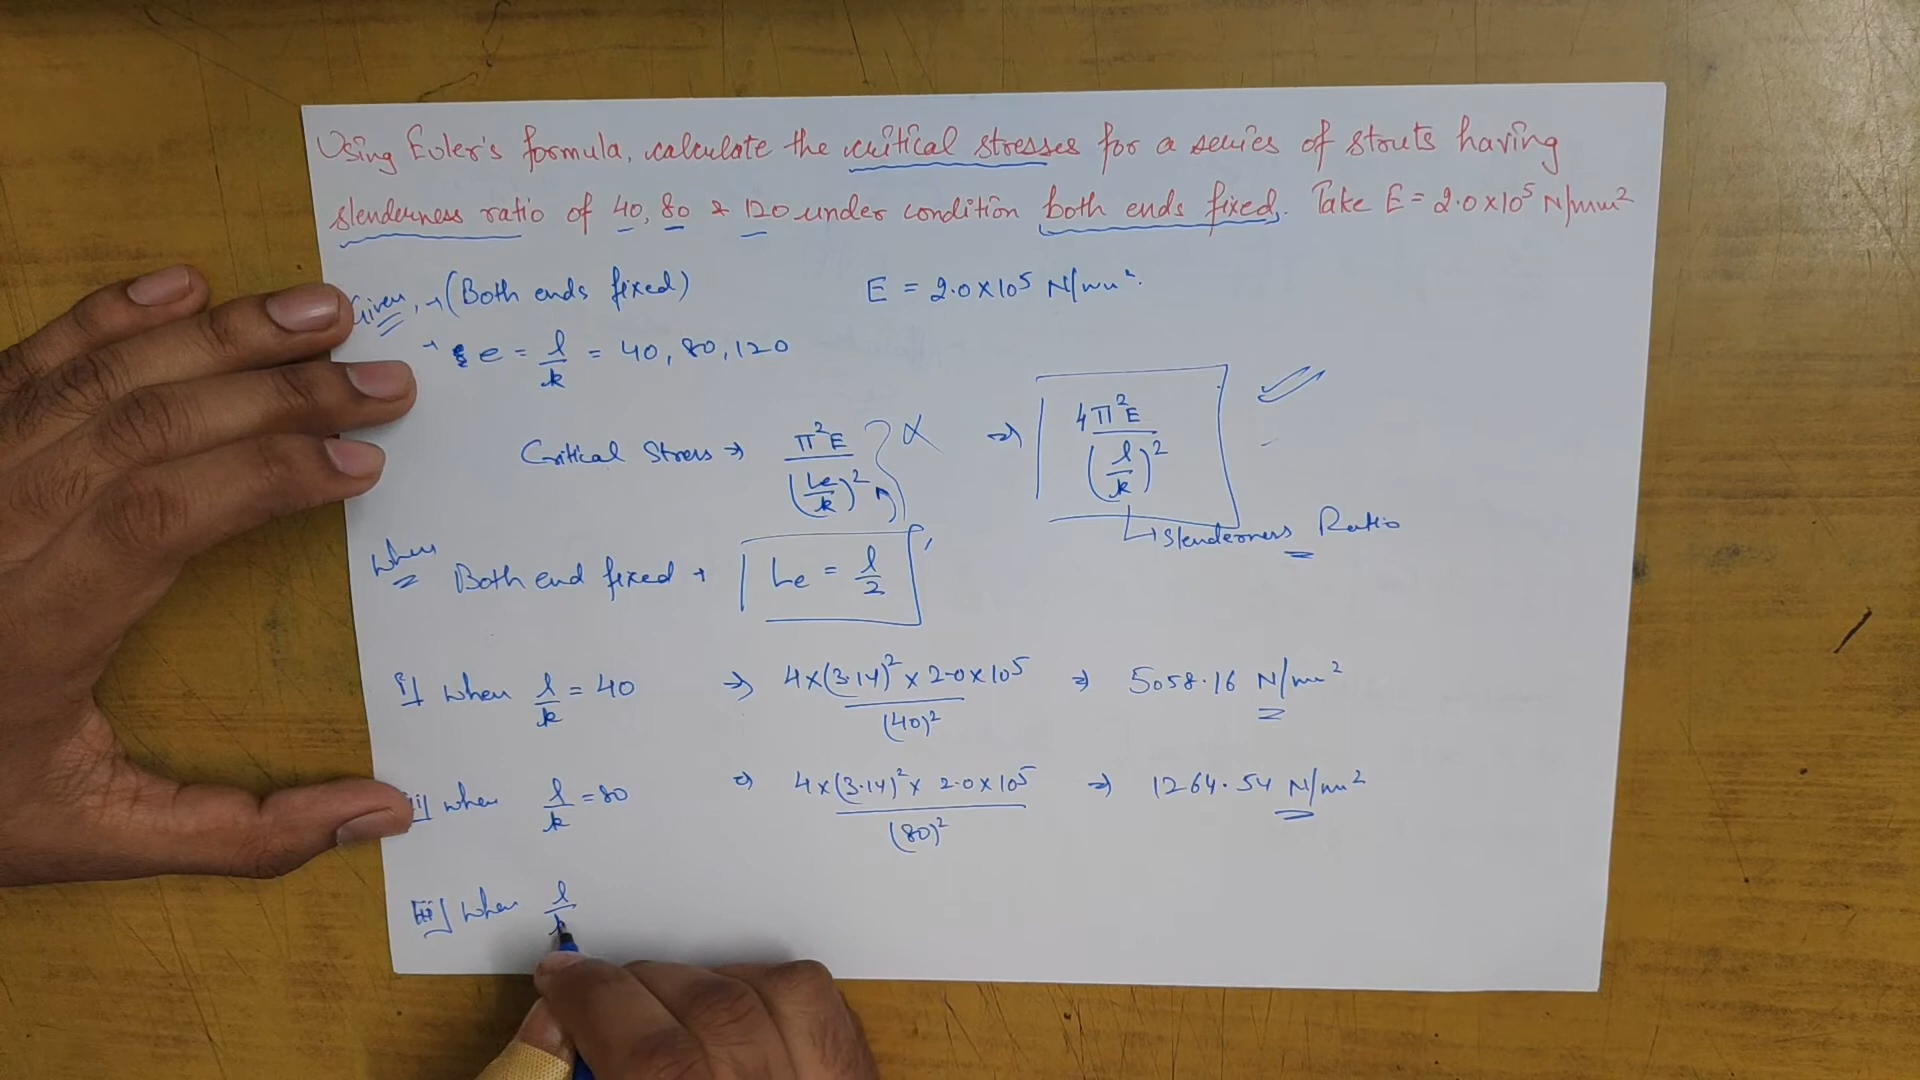 Using Euler's formula, calculate the critical stresses for a series of struts having
slenderness ratio of 40, 80 & 120 under condition both ends fixed. Take E = 2.0×10⁵ N/mm²
Given, → (Both ends fixed) E = 2.0×10⁵ N/mm².
e = l/k = 40, 80, 120
Critical Stress → π²E/(Le/k)² α ⇒ 4π²E/(l/k)²
↳ Slenderness Ratio
When Both end fixed → Le = l/2
i] when l/k = 40 ⇒ 4×(3.14)² × 2.0×10⁵/(40)² ⇒ 5058.16 N/mm²
ii] when l/k = 80 ⇒ 4×(3.14)² × 2.0×10⁵/(80)² ⇒ 1264.54 N/mm²
iii] when l/k